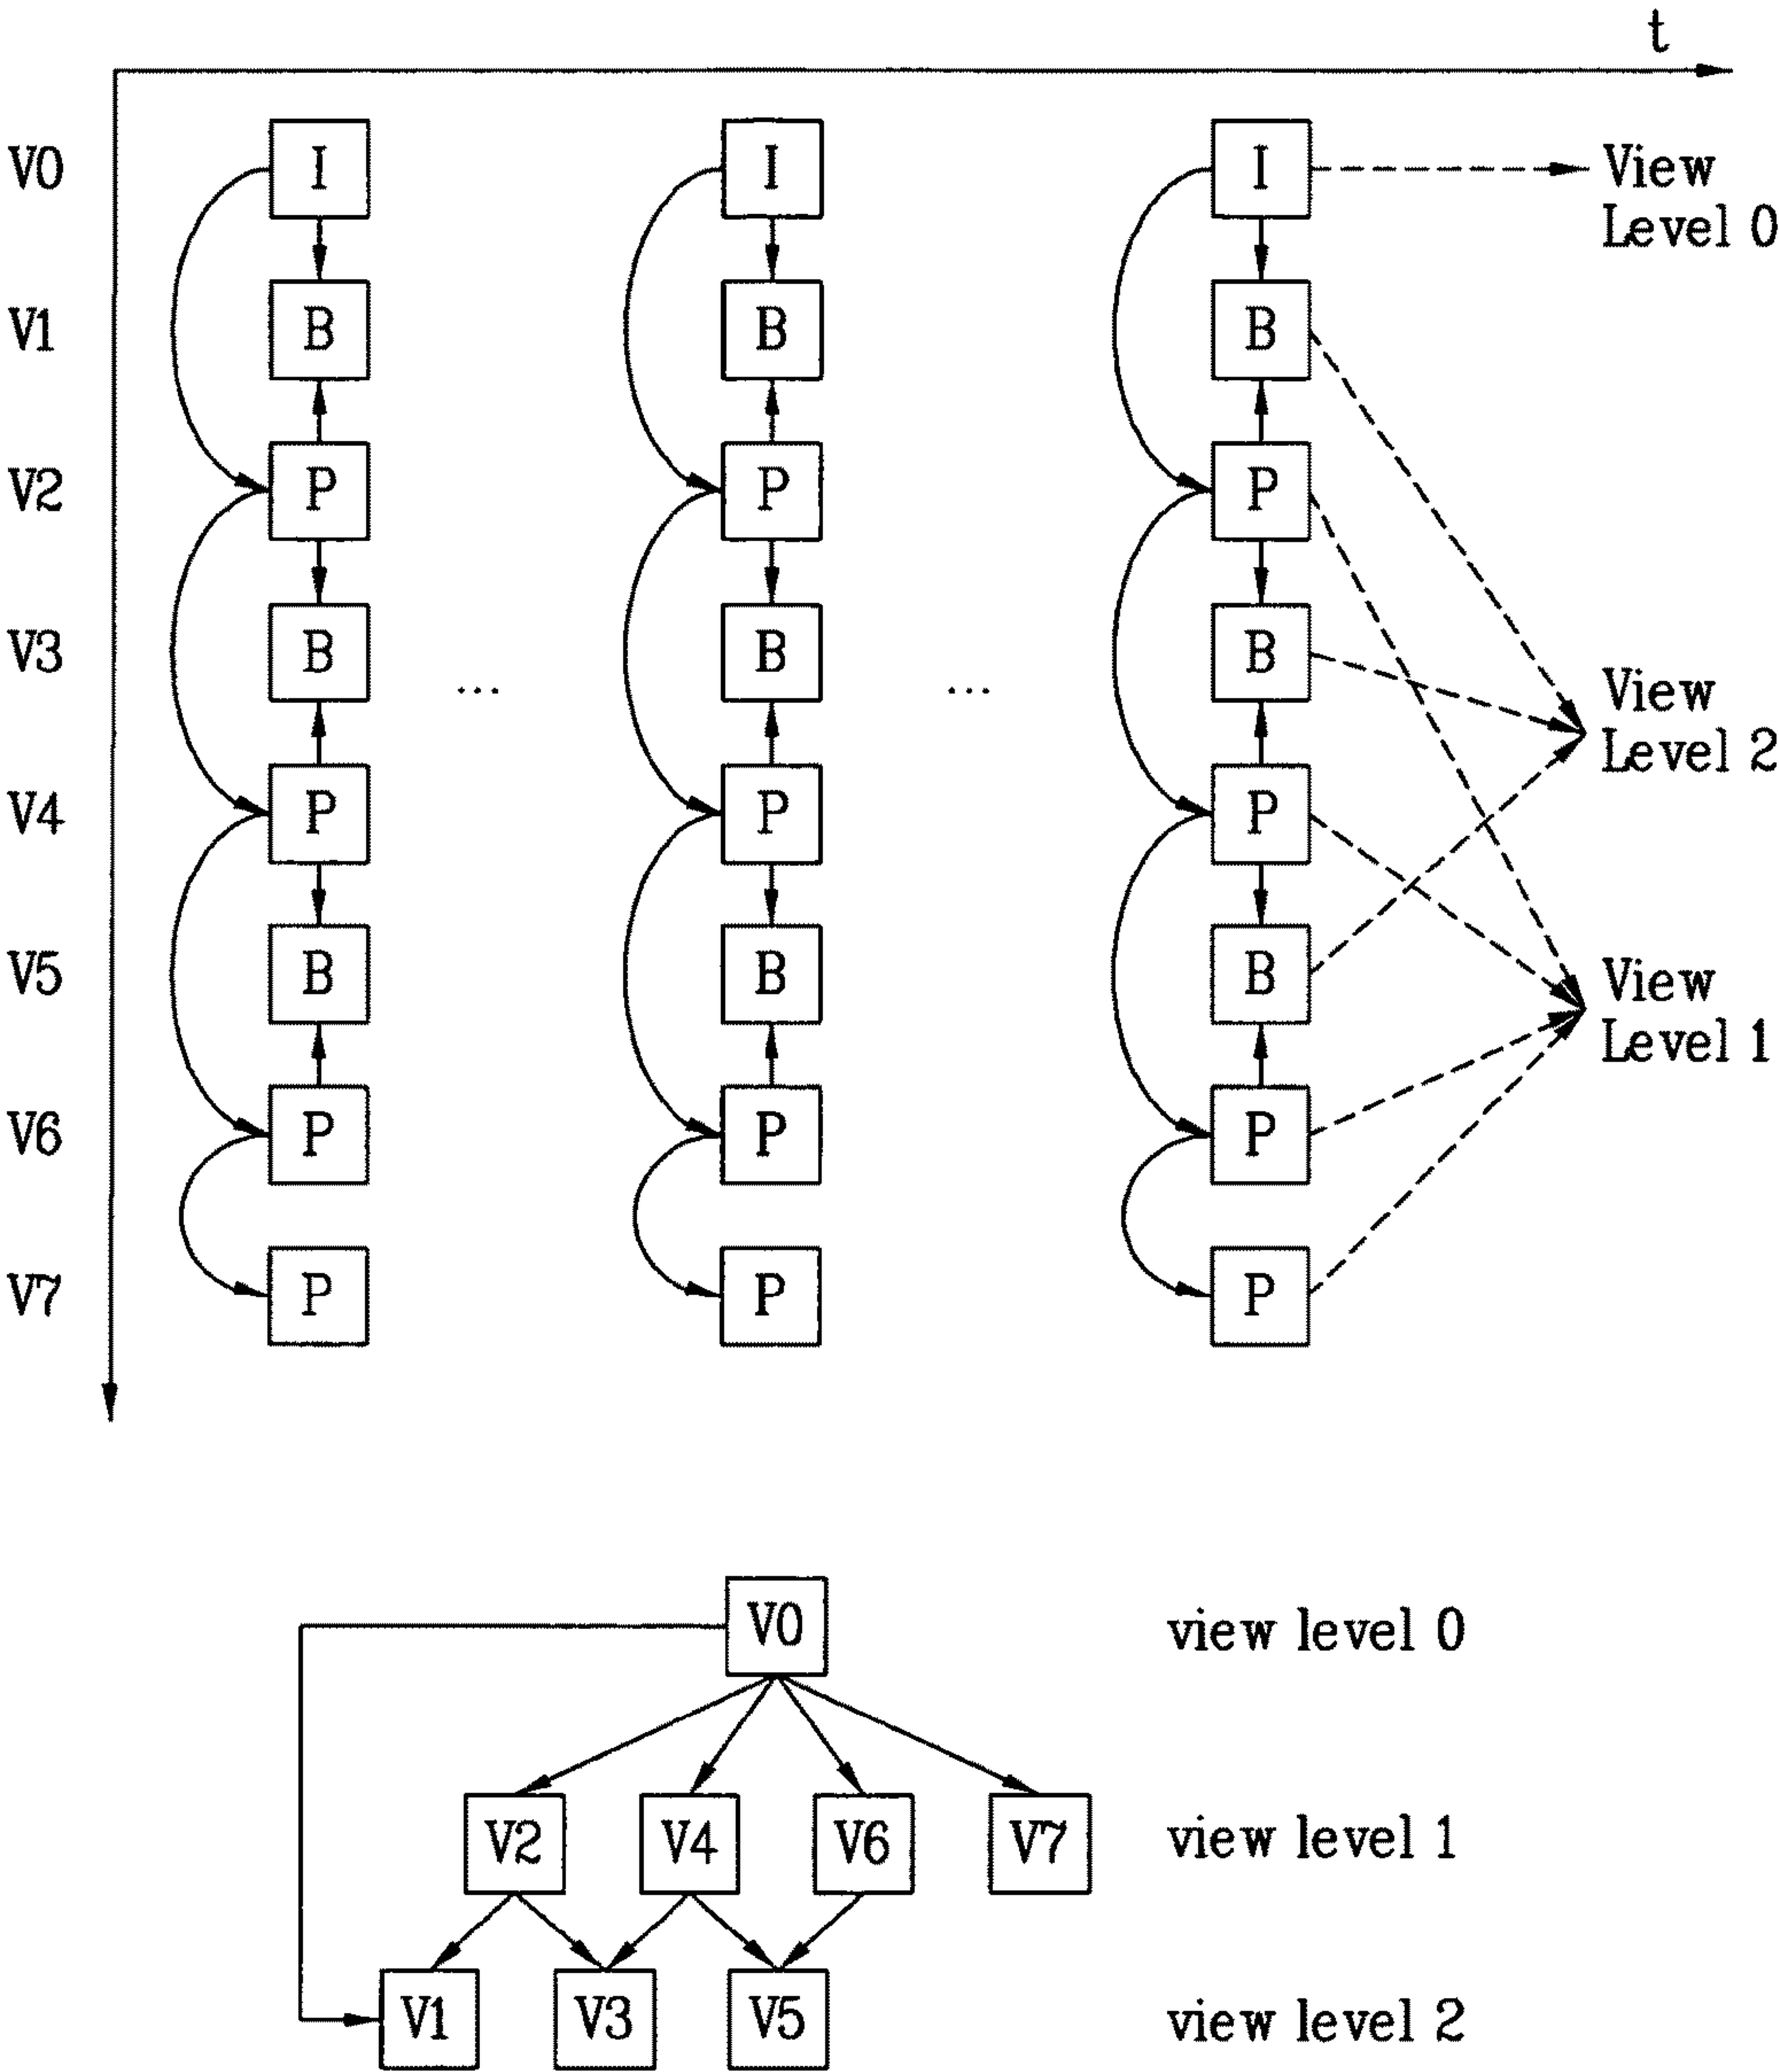 t
V0 I I I View
Level 0
V1 B B B
V2 P P P
V3 B B B
... ...
View
Level 2
V4 P P P
V5 B B B
View
Level 1
V6 P P P
V7 P P P
V0 view level 0
V2 V4 V6 V7 view level 1
V1 V3 V5 view level 2